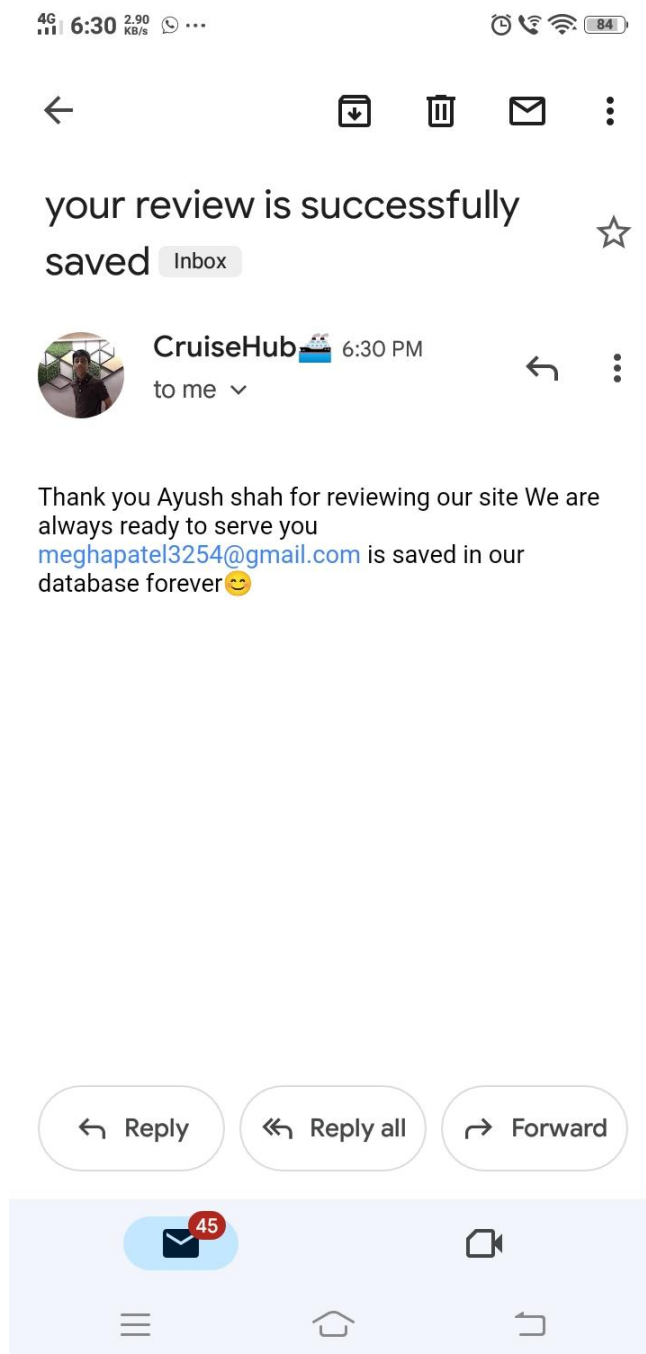 4G 6:30 2.90 KB/s ... 84
your review is successfully
saved Inbox
CruiseHub🛳️ 6:30 PM
to me
Thank you Ayush shah for reviewing our site We are
always ready to serve you
meghapatel3254@gmail.com is saved in our
database forever😊
Reply Reply all Forward
45